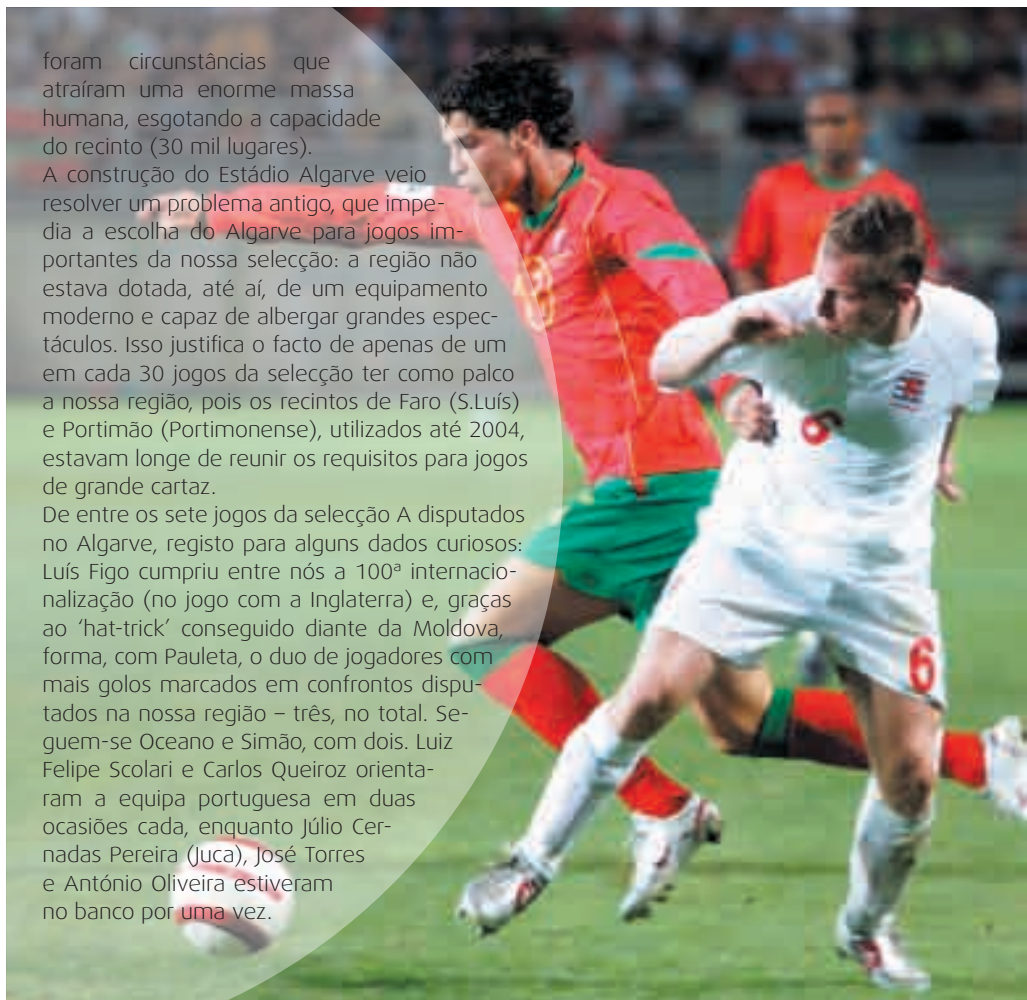 foram circunstâncias que
atraíram uma enorme massa
humana, esgotando a capacidade
do recinto (30 mil lugares).
A construção do Estádio Algarve veio
resolver um problema antigo, que impe-
dia a escolha do Algarve para jogos im-
portantes da nossa selecção: a região não
estava dotada, até aí, de um equipamento
moderno e capaz de albergar grandes espec-
táculos. Isso justifica o facto de apenas de um
em cada 30 jogos da selecção ter como palco
a nossa região, pois os recintos de Faro (S.Luís)
e Portimão (Portimonense), utilizados até 2004,
estavam longe de reunir os requisitos para jogos
de grande cartaz.
De entre os sete jogos da selecção A disputados
no Algarve, registo para alguns dados curiosos:
Luís Figo cumpriu entre nós a 100ª internacio-
nalização (no jogo com a Inglaterra) e, graças
ao ‘hat-trick’ conseguido diante da Moldova,
forma, com Pauleta, o duo de jogadores com
mais golos marcados em confrontos dispu-
tados na nossa região – três, no total. Se-
guem-se Oceano e Simão, com dois. Luiz
Felipe Scolari e Carlos Queiroz orienta-
ram a equipa portuguesa em duas
ocasiões cada, enquanto Júlio Cer-
nadas Pereira (Juca), José Torres
e António Oliveira estiveram
no banco por uma vez.
6
6